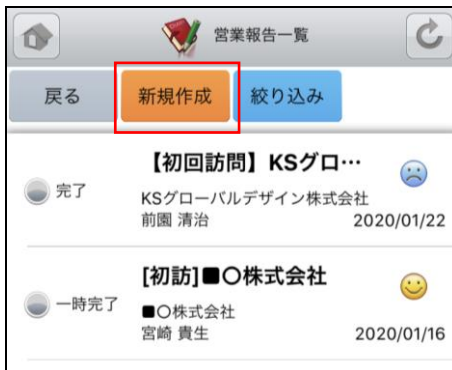 営業報告一覧
戻る 新規作成 絞り込み
【初回訪問】KSグロ…
完了
KSグローバルデザイン株式会社
前園 清治 2020/01/22
[初訪]■〇株式会社
一時完了
■〇株式会社
宮崎 貴生 2020/01/16